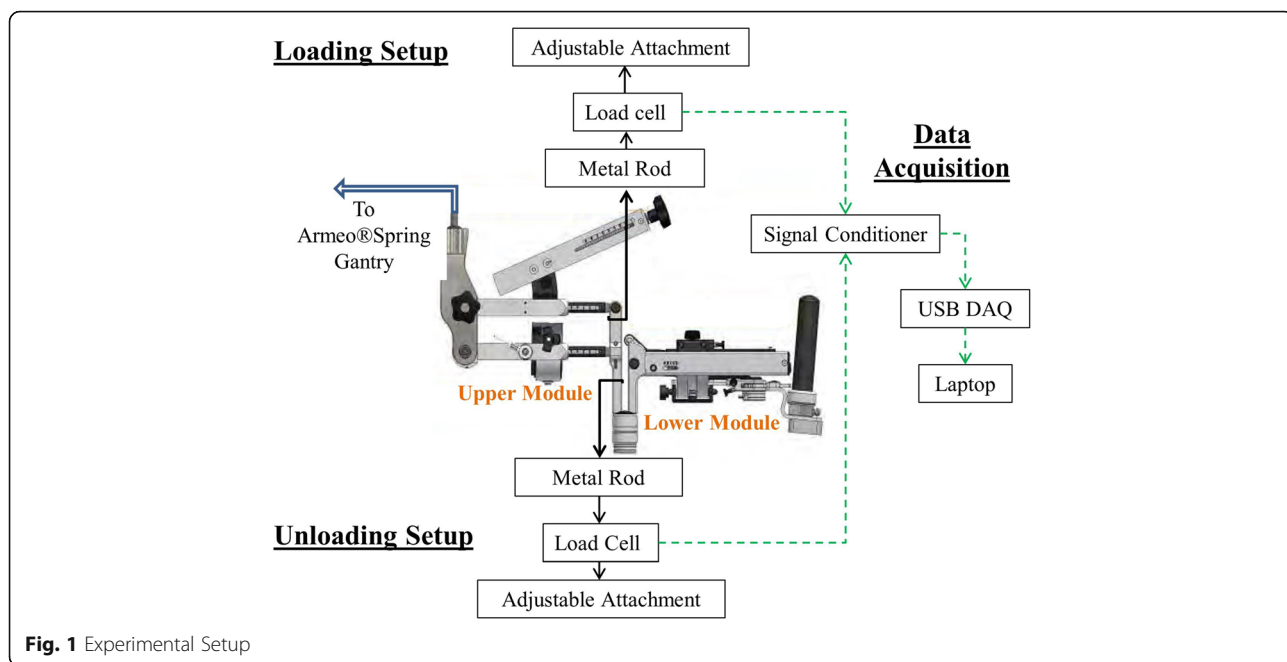 Loading Setup
Adjustable Attachment
Load cell
Metal Rod
Data
Acquisition
To
Armeo®Spring
Gantry
Signal Conditioner
USB DAQ
Laptop
Upper Module
Lower Module
Metal Rod
Unloading Setup
Load Cell
Adjustable Attachment
Fig. 1 Experimental Setup